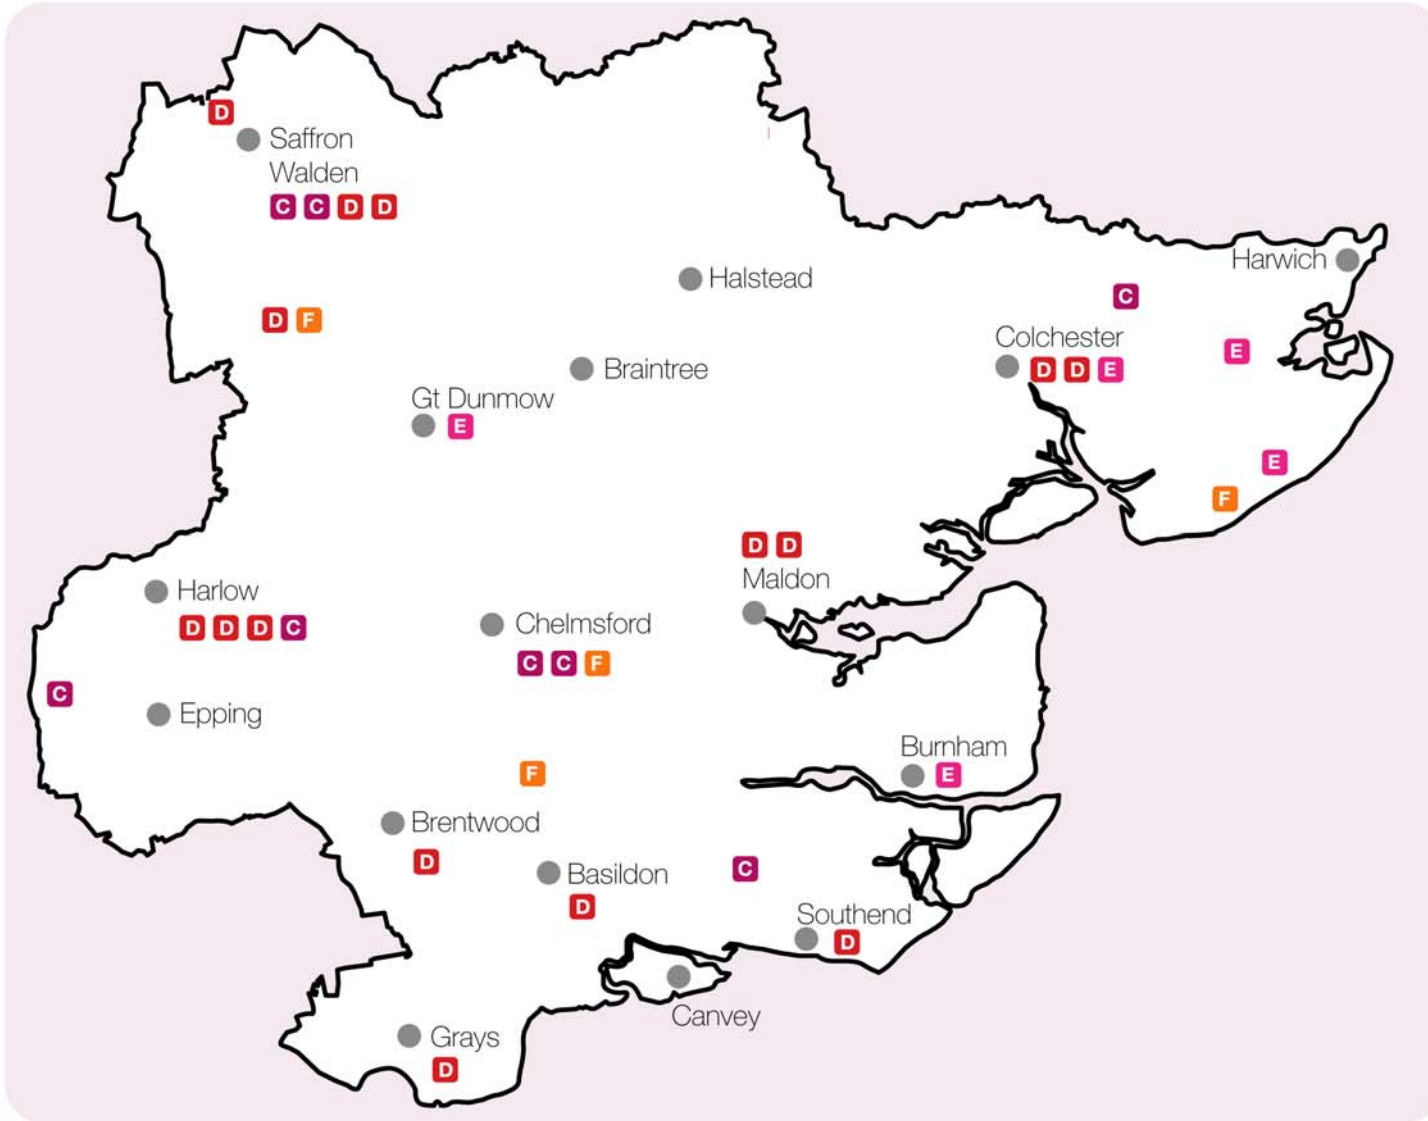 D
Saffron
Walden
C C D D
Halstead
Harwich
C
D F
Colchester
D D E
E
Braintree
Gt Dunmow
E
E
F
D D
Maldon
Harlow
D D D C
Chelmsford
C C F
C
Epping
Burnham
E
F
Brentwood
D
Basildon
D
C
Southend
D
Canvey
Grays
D